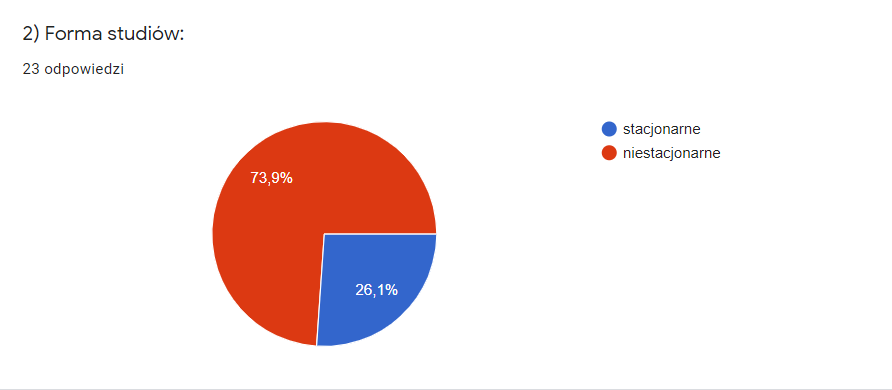 2) Forma studiów:
23 odpowiedzi
stacjonarne
niestacjonarne
73,9%
26,1%